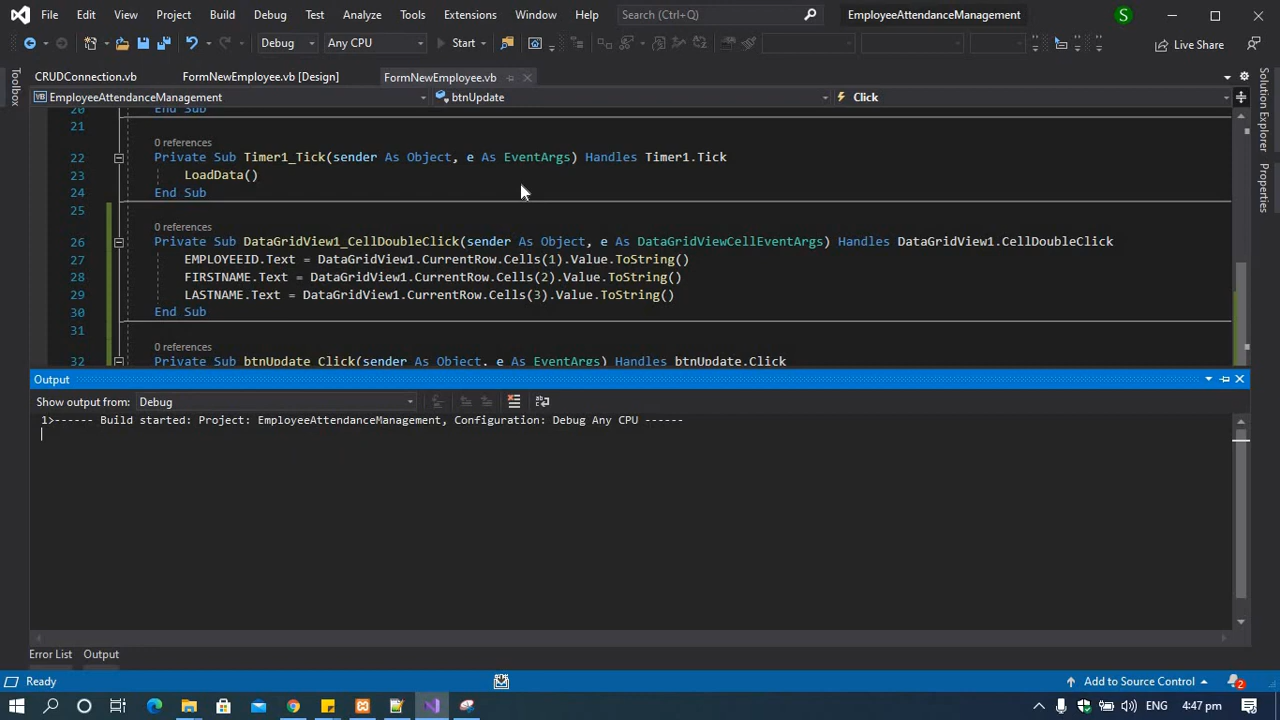 File Edit View Project Build Debug Test Analyze Tools Extensions Window Help Search (Ctrl+Q) EmployeeAttendanceManagement S
Debug Any CPU Start Live Share
CRUDConnection.vb FormNewEmployee.vb [Design] FormNewEmployee.vb
EmployeeAttendanceManagement btnUpdate Click
Toolbox
Solution Explorer
Properties
20 End Sub
21
0 references
22 Private Sub Timer1_Tick(sender As Object, e As EventArgs) Handles Timer1.Tick
23 LoadData()
24 End Sub
25
0 references
26 Private Sub DataGridView1_CellDoubleClick(sender As Object, e As DataGridViewCellEventArgs) Handles DataGridView1.CellDoubleClick
27 EMPLOYEEID.Text = DataGridView1.CurrentRow.Cells(1).Value.ToString()
28 FIRSTNAME.Text = DataGridView1.CurrentRow.Cells(2).Value.ToString()
29 LASTNAME.Text = DataGridView1.CurrentRow.Cells(3).Value.ToString()
30 End Sub
31
0 references
32 Private Sub btnUpdate_Click(sender As Object, e As EventArgs) Handles btnUpdate.Click
Output
Show output from: Debug
1>------ Build started: Project: EmployeeAttendanceManagement, Configuration: Debug Any CPU ------
Error List Output
Ready Add to Source Control 2
ENG 4:47 pm